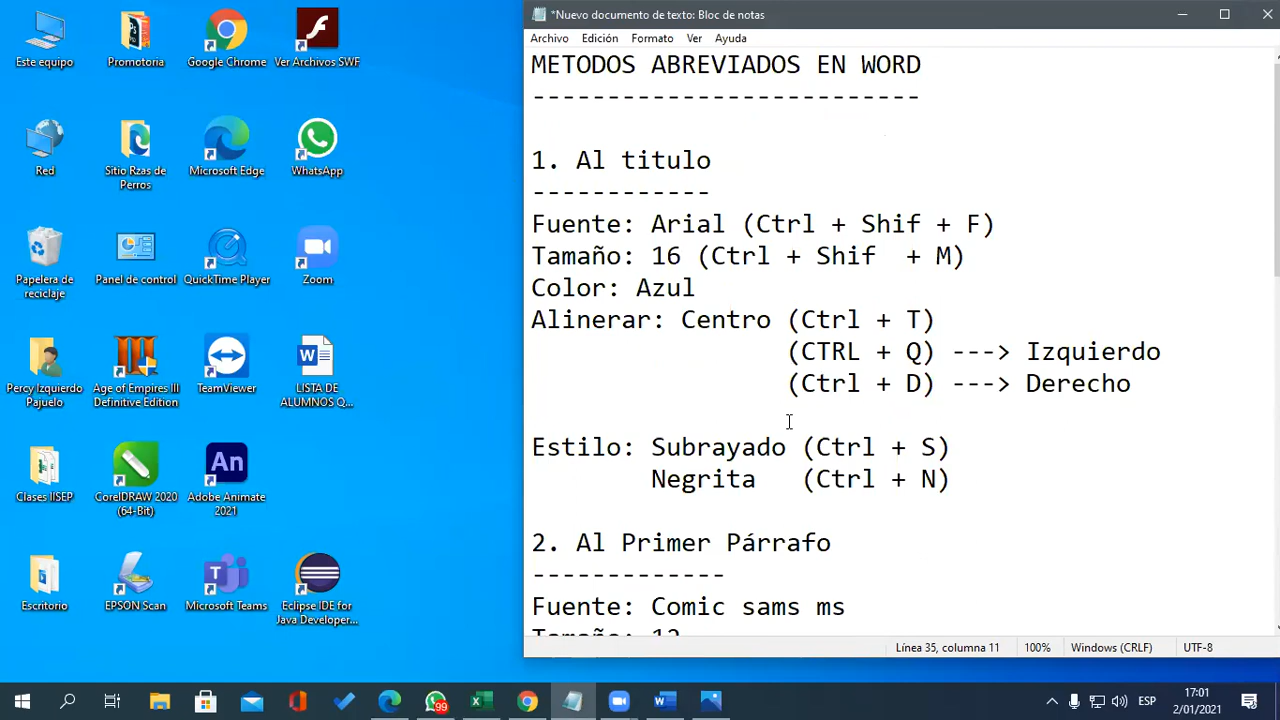 Este equipo
Promotoria
Google Chrome
Ver Archivos SWF
Red
Sitio Rzas de
Perros
Microsoft Edge
WhatsApp
Papelera de
reciclaje
Panel de control
QuickTime Player
Zoom
Percy Izquierdo
Pajuelo
Age of Empires III
Definitive Edition
TeamViewer
LISTA DE
ALUMNOS Q...
Clases IISEP
CorelDRAW 2020
(64-Bit)
An
Adobe Animate
2021
Escritorio
EPSON Scan
Microsoft Teams
Eclipse IDE for
Java Developer...
*Nuevo documento de texto: Bloc de notas
Archivo Edición Formato Ver Ayuda
METODOS ABREVIADOS EN WORD
--------------------------
1. Al titulo
------------
Fuente: Arial (Ctrl + Shif + F)
Tamaño: 16 (Ctrl + Shif  + M)
Color: Azul
Alinerar: Centro (Ctrl + T)
(CTRL + Q) ---> Izquierdo
(Ctrl + D) ---> Derecho
Estilo: Subrayado (Ctrl + S)
Negrita   (Ctrl + N)
2. Al Primer Párrafo
-------------
Fuente: Comic sams ms
Tamaño: 12
Línea 35, columna 11 100% Windows (CRLF) UTF-8
99
ESP
17:01
2/01/2021